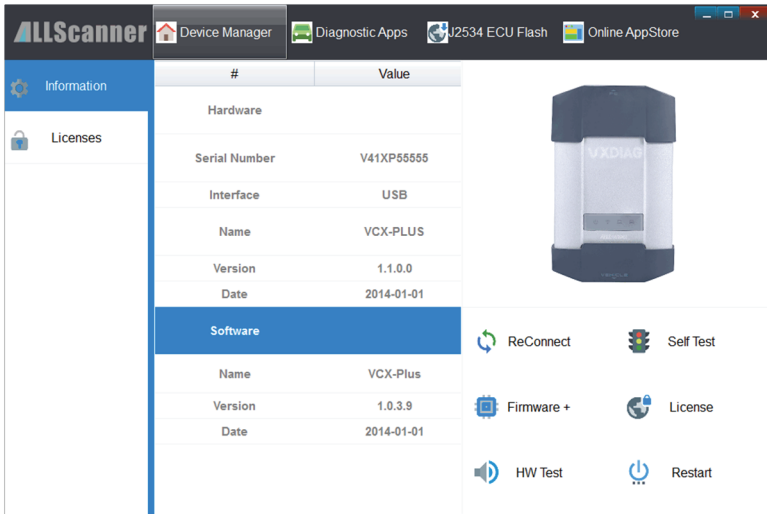 ALLScanner Device Manager Diagnostic Apps J2534 ECU Flash Online AppStore
Information
Licenses
# Value
Hardware
Serial Number V41XP55555
Interface USB
Name VCX-PLUS
Version 1.1.0.0
Date 2014-01-01
Software
Name VCX-Plus
Version 1.0.3.9
Date 2014-01-01
VXDIAG
ReConnect Self Test
Firmware + License
HW Test Restart